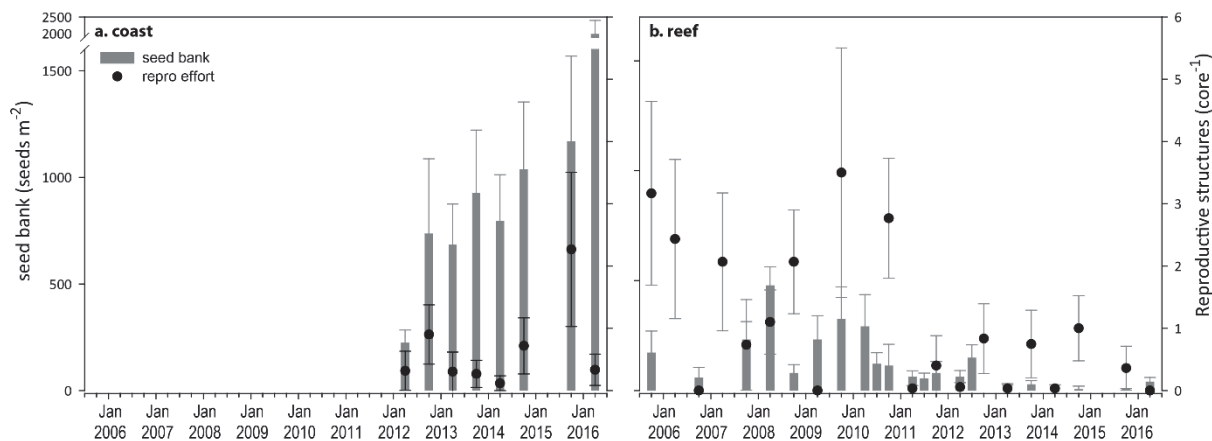 2500
2000
1500
1000
500
0
seed bank (seeds m-2)
a. coast
seed bank
repro effort
Jan Jan Jan Jan Jan Jan Jan Jan Jan Jan Jan
2006 2007 2008 2009 2010 2011 2012 2013 2014 2015 2016
b. reef
6
5
4
3
2
1
0
Reproductive structures (core-1)
Jan Jan Jan Jan Jan Jan Jan Jan Jan Jan Jan
2006 2007 2008 2009 2010 2011 2012 2013 2014 2015 2016